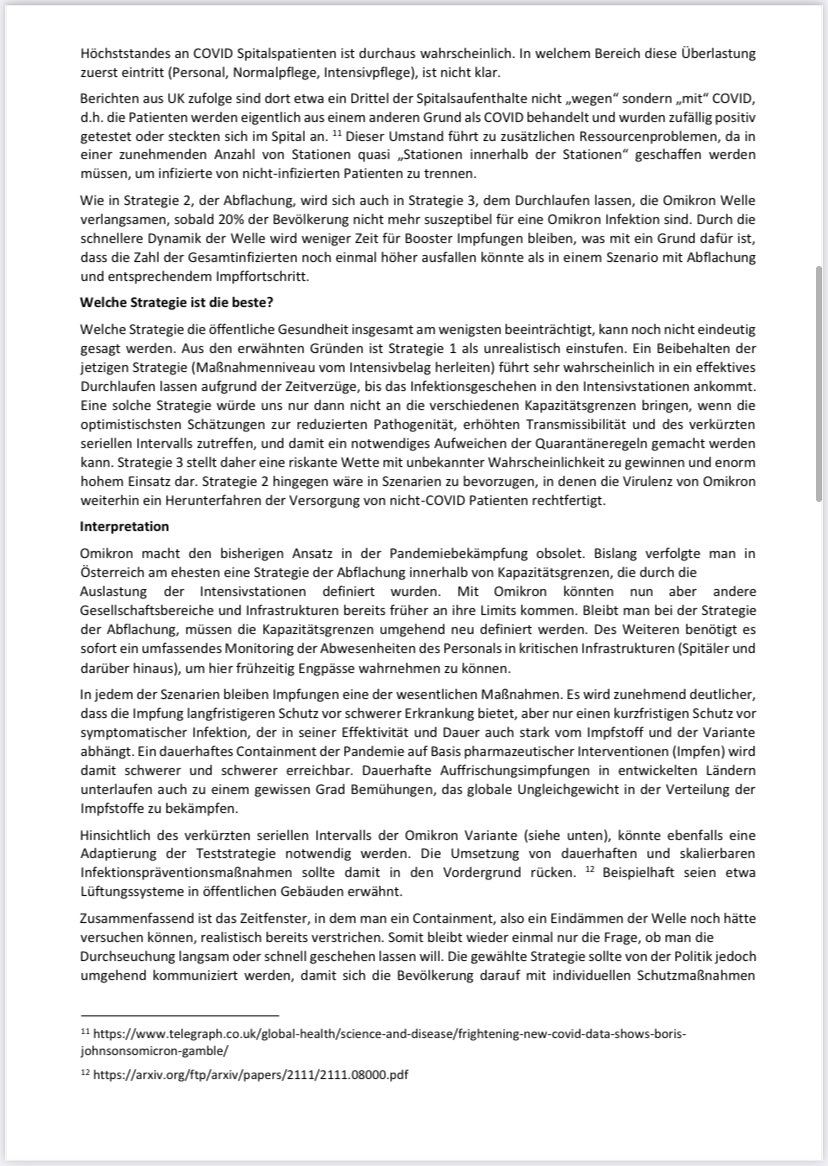 Höchststandes an COVID Spitalspatienten ist durchaus wahrscheinlich. In welchem Bereich diese Überlastung
zuerst eintritt (Personal, Normalpflege, Intensivpflege), ist nicht klar.
Berichten aus UK zufolge sind dort etwa ein Drittel der Spitalsaufenthalte nicht „wegen“ sondern „mit“ COVID,
d.h. die Patienten werden eigentlich aus einem anderen Grund als COVID behandelt und wurden zufällig positiv
getestet oder steckten sich im Spital an. ¹¹ Dieser Umstand führt zu zusätzlichen Ressourcenproblemen, da in
einer zunehmenden Anzahl von Stationen quasi „Stationen innerhalb der Stationen“ geschaffen werden
müssen, um infizierte von nicht-infizierten Patienten zu trennen.
Wie in Strategie 2, der Abflachung, wird sich auch in Strategie 3, dem Durchlaufen lassen, die Omikron Welle
verlangsamen, sobald 20% der Bevölkerung nicht mehr suszeptibel für eine Omikron Infektion sind. Durch die
schnellere Dynamik der Welle wird weniger Zeit für Booster Impfungen bleiben, was mit ein Grund dafür ist,
dass die Zahl der Gesamtinfizierten noch einmal höher ausfallen könnte als in einem Szenario mit Abflachung
und entsprechendem Impffortschritt.
Welche Strategie ist die beste?
Welche Strategie die öffentliche Gesundheit insgesamt am wenigsten beeinträchtigt, kann noch nicht eindeutig
gesagt werden. Aus den erwähnten Gründen ist Strategie 1 als unrealistisch einstufen. Ein Beibehalten der
jetzigen Strategie (Maßnahmenniveau vom Intensivbelag herleiten) führt sehr wahrscheinlich in ein effektives
Durchlaufen lassen aufgrund der Zeitverzüge, bis das Infektionsgeschehen in den Intensivstationen ankommt.
Eine solche Strategie würde uns nur dann nicht an die verschiedenen Kapazitätsgrenzen bringen, wenn die
optimistischsten Schätzungen zur reduzierten Pathogenität, erhöhten Transmissibilität und des verkürzten
seriellen Intervalls zutreffen, und damit ein notwendiges Aufweichen der Quarantäneregeln gemacht werden
kann. Strategie 3 stellt daher eine riskante Wette mit unbekannter Wahrscheinlichkeit zu gewinnen und enorm
hohem Einsatz dar. Strategie 2 hingegen wäre in Szenarien zu bevorzugen, in denen die Virulenz von Omikron
weiterhin ein Herunterfahren der Versorgung von nicht-COVID Patienten rechtfertigt.
Interpretation
Omikron macht den bisherigen Ansatz in der Pandemiebekämpfung obsolet. Bislang verfolgte man in
Österreich am ehesten eine Strategie der Abflachung innerhalb von Kapazitätsgrenzen, die durch die
Auslastung der Intensivstationen definiert wurden. Mit Omikron könnten nun aber andere
Gesellschaftsbereiche und Infrastrukturen bereits früher an ihre Limits kommen. Bleibt man bei der Strategie
der Abflachung, müssen die Kapazitätsgrenzen umgehend neu definiert werden. Des Weiteren benötigt es
sofort ein umfassendes Monitoring der Abwesenheiten des Personals in kritischen Infrastrukturen (Spitäler und
darüber hinaus), um hier frühzeitig Engpässe wahrnehmen zu können.
In jedem der Szenarien bleiben Impfungen eine der wesentlichen Maßnahmen. Es wird zunehmend deutlicher,
dass die Impfung langfristigeren Schutz vor schwerer Erkrankung bietet, aber nur einen kurzfristigen Schutz vor
symptomatischer Infektion, der in seiner Effektivität und Dauer auch stark vom Impfstoff und der Variante
abhängt. Ein dauerhaftes Containment der Pandemie auf Basis pharmazeutischer Interventionen (Impfen) wird
damit schwerer und schwerer erreichbar. Dauerhafte Auffrischungsimpfungen in entwickelten Ländern
unterlaufen auch zu einem gewissen Grad Bemühungen, das globale Ungleichgewicht in der Verteilung der
Impfstoffe zu bekämpfen.
Hinsichtlich des verkürzten seriellen Intervalls der Omikron Variante (siehe unten), könnte ebenfalls eine
Adaptierung der Teststrategie notwendig werden. Die Umsetzung von dauerhaften und skalierbaren
Infektionspräventionsmaßnahmen sollte damit in den Vordergrund rücken. ¹² Beispielhaft seien etwa
Lüftungssysteme in öffentlichen Gebäuden erwähnt.
Zusammenfassend ist das Zeitfenster, in dem man ein Containment, also ein Eindämmen der Welle noch hätte
versuchen können, realistisch bereits verstrichen. Somit bleibt wieder einmal nur die Frage, ob man die
Durchseuchung langsam oder schnell geschehen lassen will. Die gewählte Strategie sollte von der Politik jedoch
umgehend kommuniziert werden, damit sich die Bevölkerung darauf mit individuellen Schutzmaßnahmen
¹¹ https://www.telegraph.co.uk/global-health/science-and-disease/frightening-new-covid-data-shows-boris-
johnsonsomicron-gamble/
¹² https://arxiv.org/ftp/arxiv/papers/2111/2111.08000.pdf